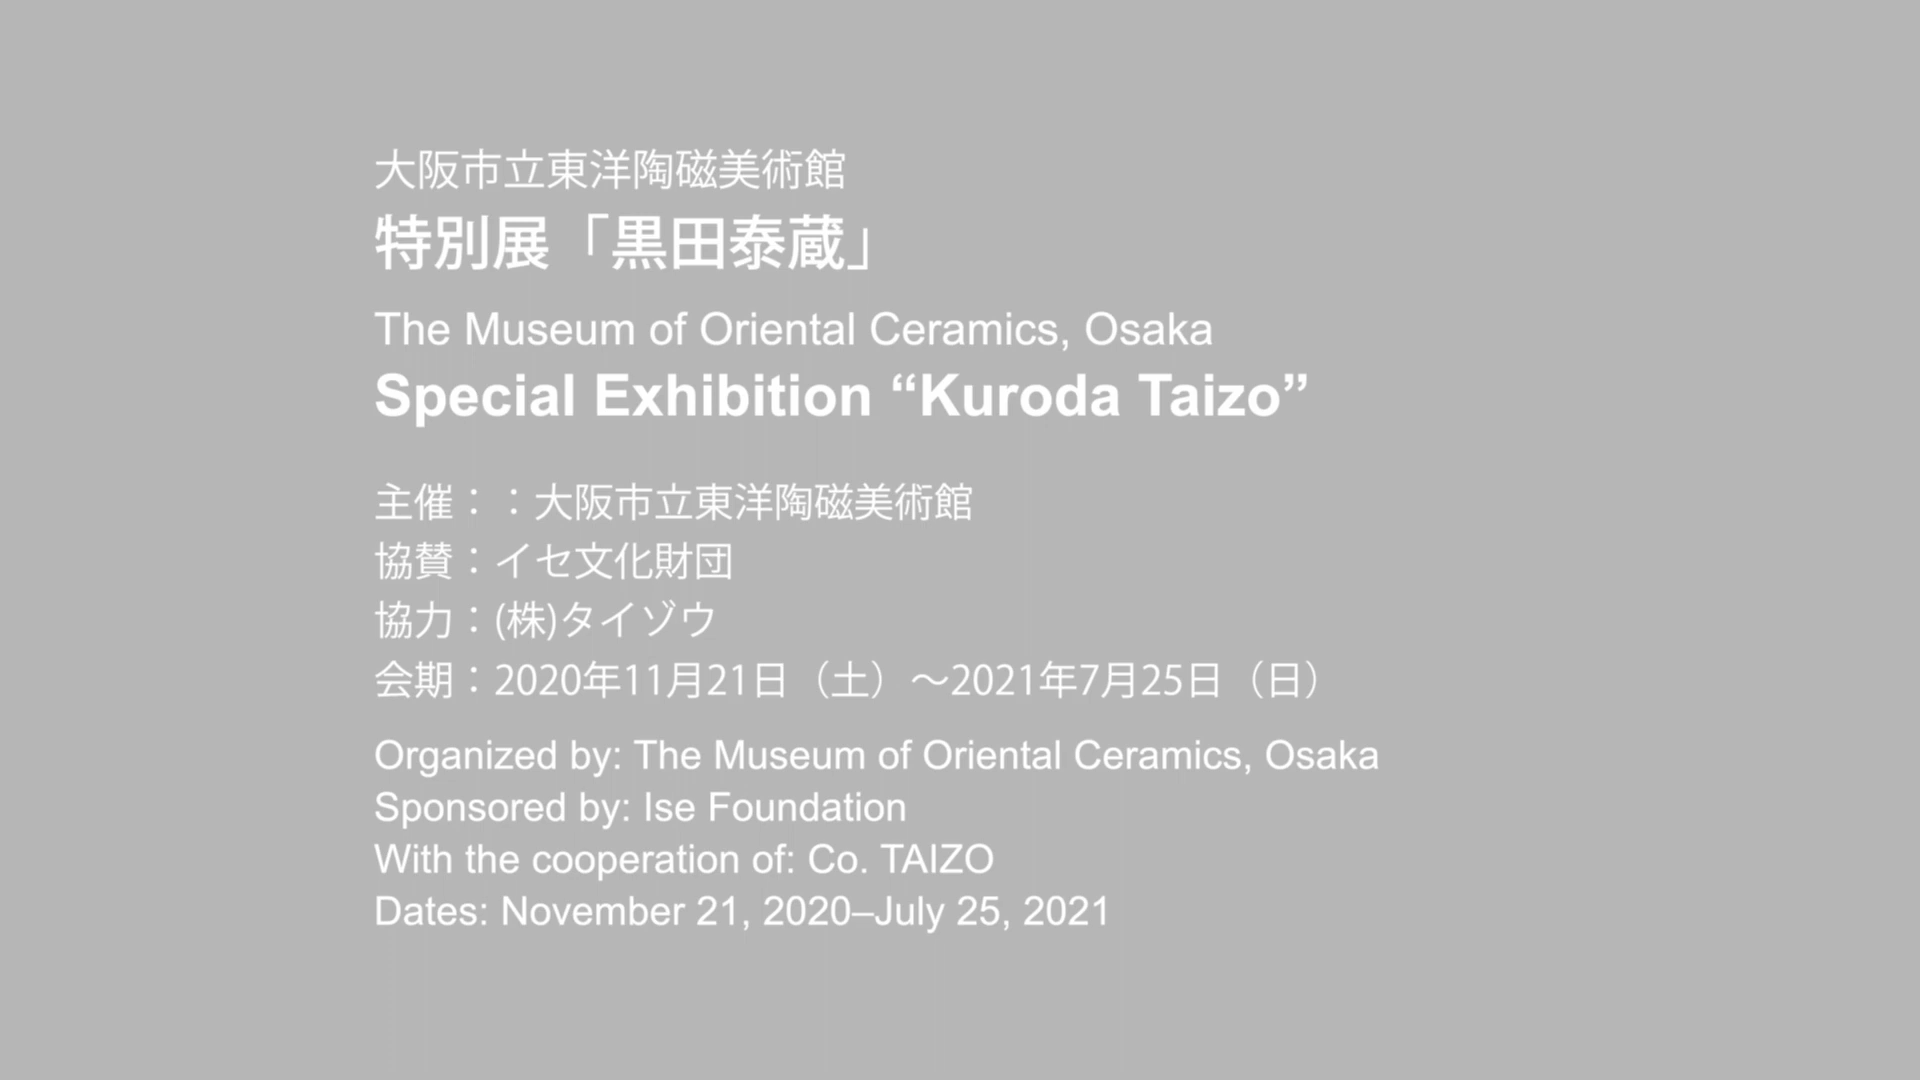 大阪市立東洋陶磁美術館
特別展「黒田泰蔵」
The Museum of Oriental Ceramics, Osaka
Special Exhibition “Kuroda Taizo”
主催：：大阪市立東洋陶磁美術館
協賛：イセ文化財団
協力：(株)タイゾウ
会期：2020年11月21日（土）～2021年7月25日（日）
Organized by: The Museum of Oriental Ceramics, Osaka
Sponsored by: Ise Foundation
With the cooperation of: Co. TAIZO
Dates: November 21, 2020–July 25, 2021